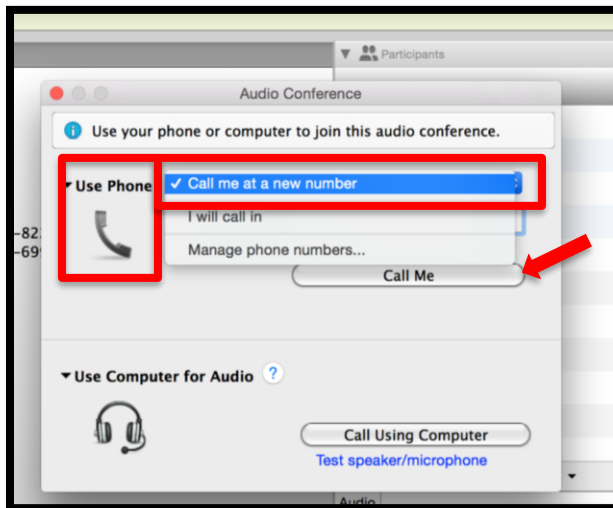 Participants
Audio Conference
Use your phone or computer to join this audio conference.
Use Phone
Call me at a new number
I will call in
Manage phone numbers...
-82
-69
Call Me
Use Computer for Audio ?
Call Using Computer
Test speaker/microphone
Audio